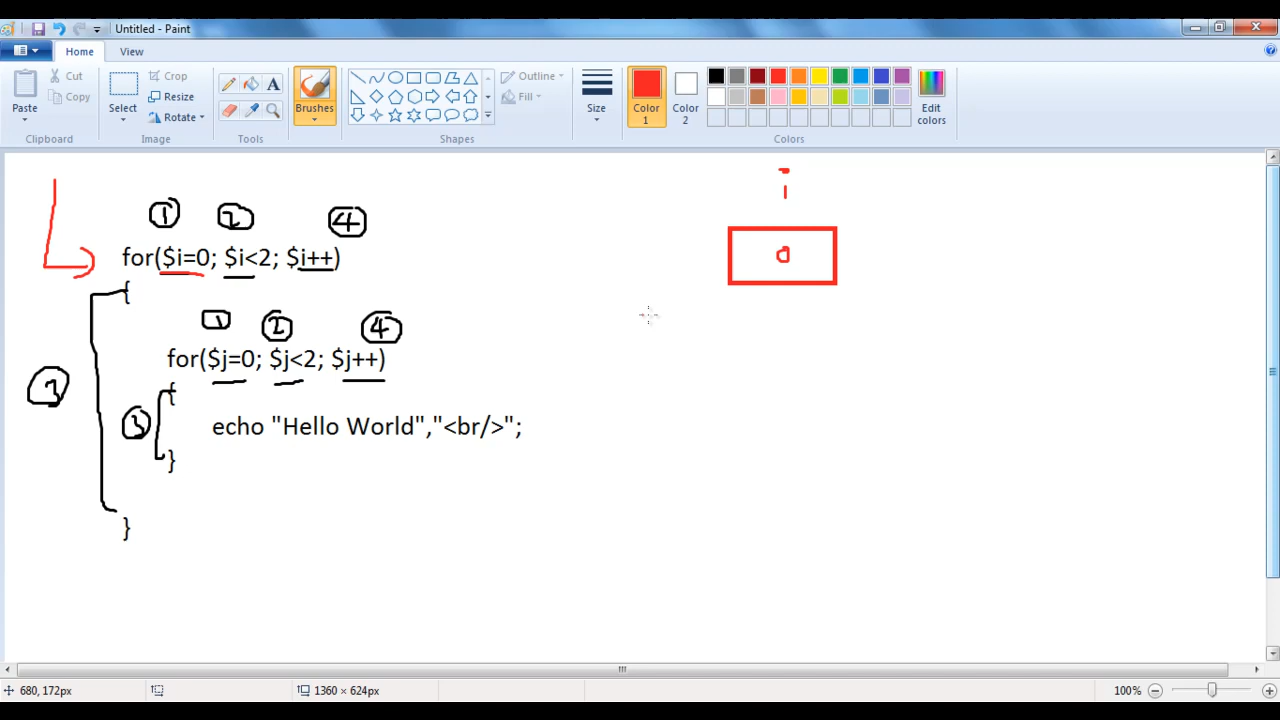 Untitled - Paint
Home View
Cut
Copy
Paste
Clipboard
Crop
Resize
Rotate
Select
Image
A
Tools
Brushes
Outline
Fill
Shapes
Size
Color 1
Color 2
Edit colors
Colors
① ② ④
for($i=0; $i<2; $i++)
{
① ② ④
for($j=0; $j<2; $j++)
{
③
echo "Hello World","<br/>";
}
}
③
i
0
680, 172px
1360 × 624px
100%